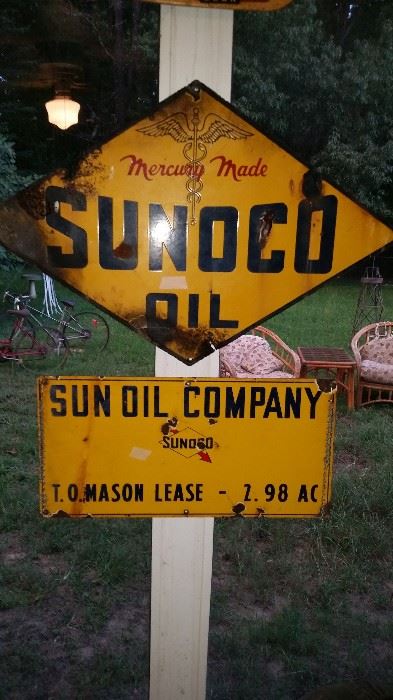 Mercury Made
SUNOCO
OIL
SUN OIL COMPANY
SUNOCO
T.O. MASON LEASE - 2.98 AC